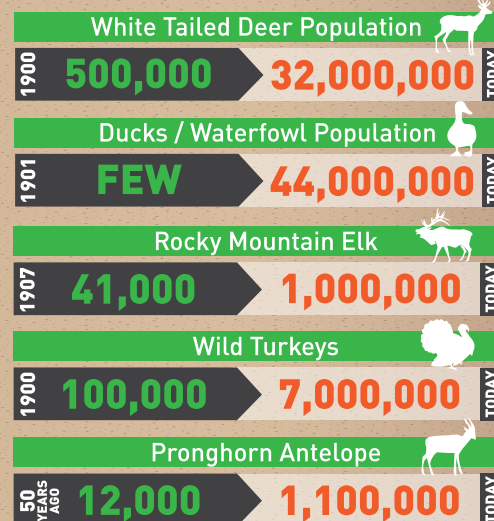 White Tailed Deer Population
1900 500,000 32,000,000 TODAY
Ducks / Waterfowl Population
1901 FEW 44,000,000 TODAY
Rocky Mountain Elk
1907 41,000 1,000,000 TODAY
Wild Turkeys
1900 100,000 7,000,000 TODAY
Pronghorn Antelope
50 YEARS AGO 12,000 1,100,000 TODAY